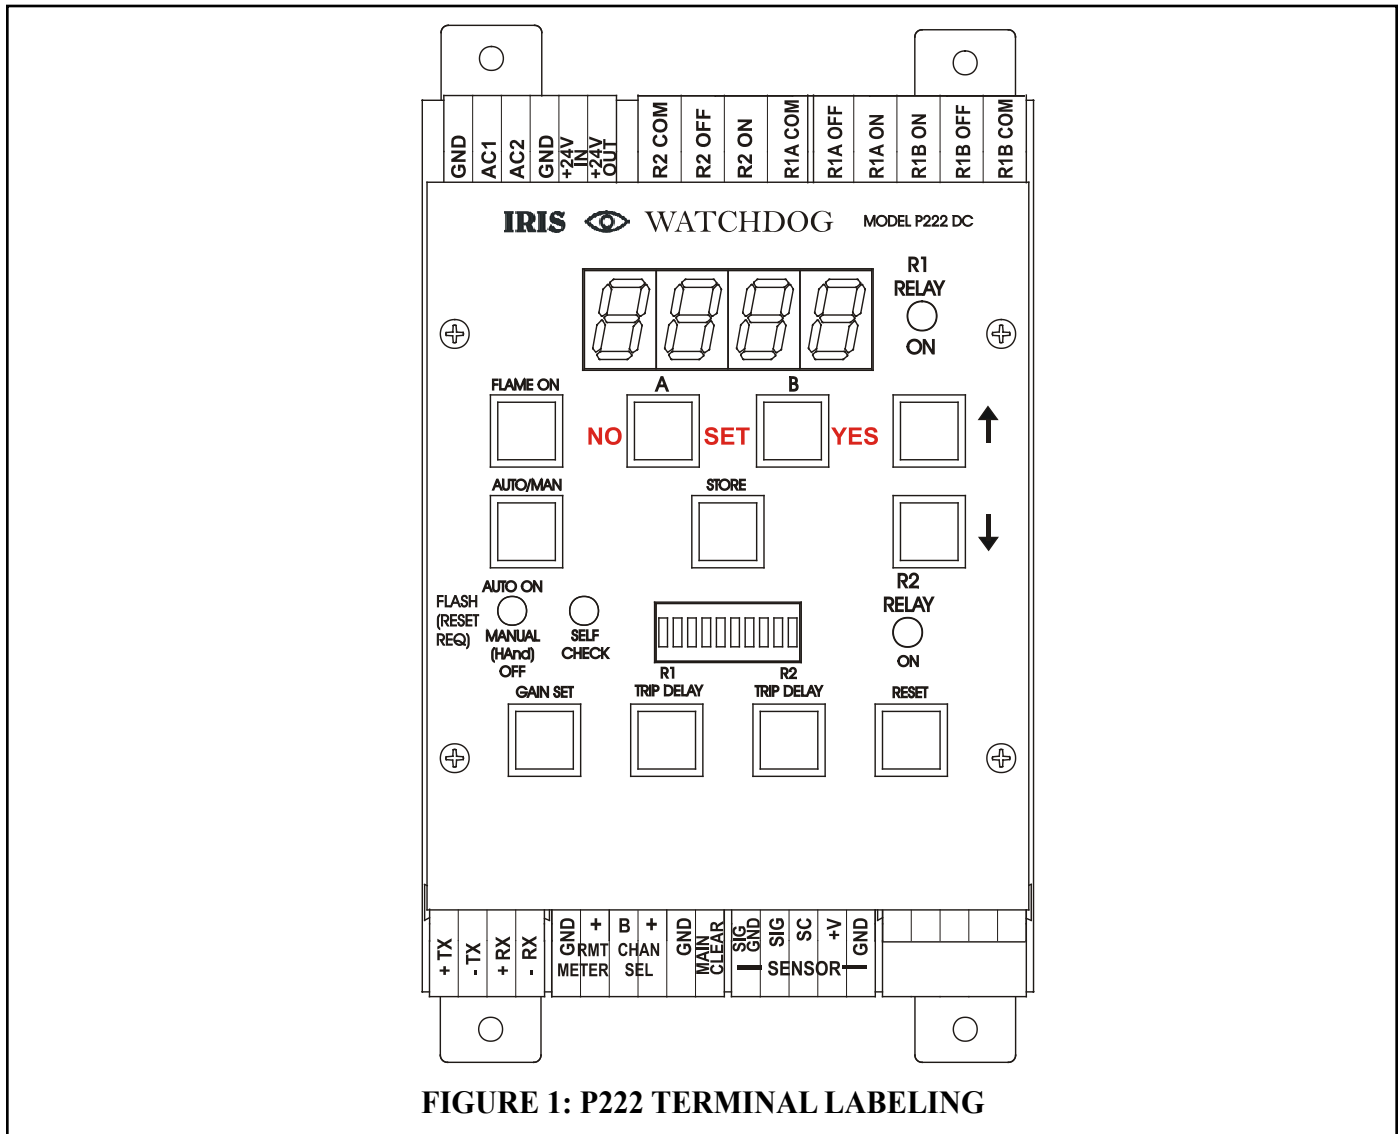 GND AC1 AC2 GND +24V IN +24V OUT R2 COM R2 OFF R2 ON R1A COM R1A OFF R1A ON R1B ON R1B OFF R1B COM
IRIS WATCHDOG MODEL P222 DC
R1
RELAY
ON
FLAME ON A B
NO SET YES
AUTO/MAN STORE
AUTO ON
FLASH
(RESET
REQ)
MANUAL
(HAnd)
OFF
SELF
CHECK
R2
RELAY
ON
R1 R2
GAIN SET TRIP DELAY TRIP DELAY RESET
+ TX - TX + RX - RX
GND + B + GND MAIN CLEAR SIG GND SIG SC +V GND
RMT CHAN
METER SEL SENSOR
FIGURE 1: P222 TERMINAL LABELING